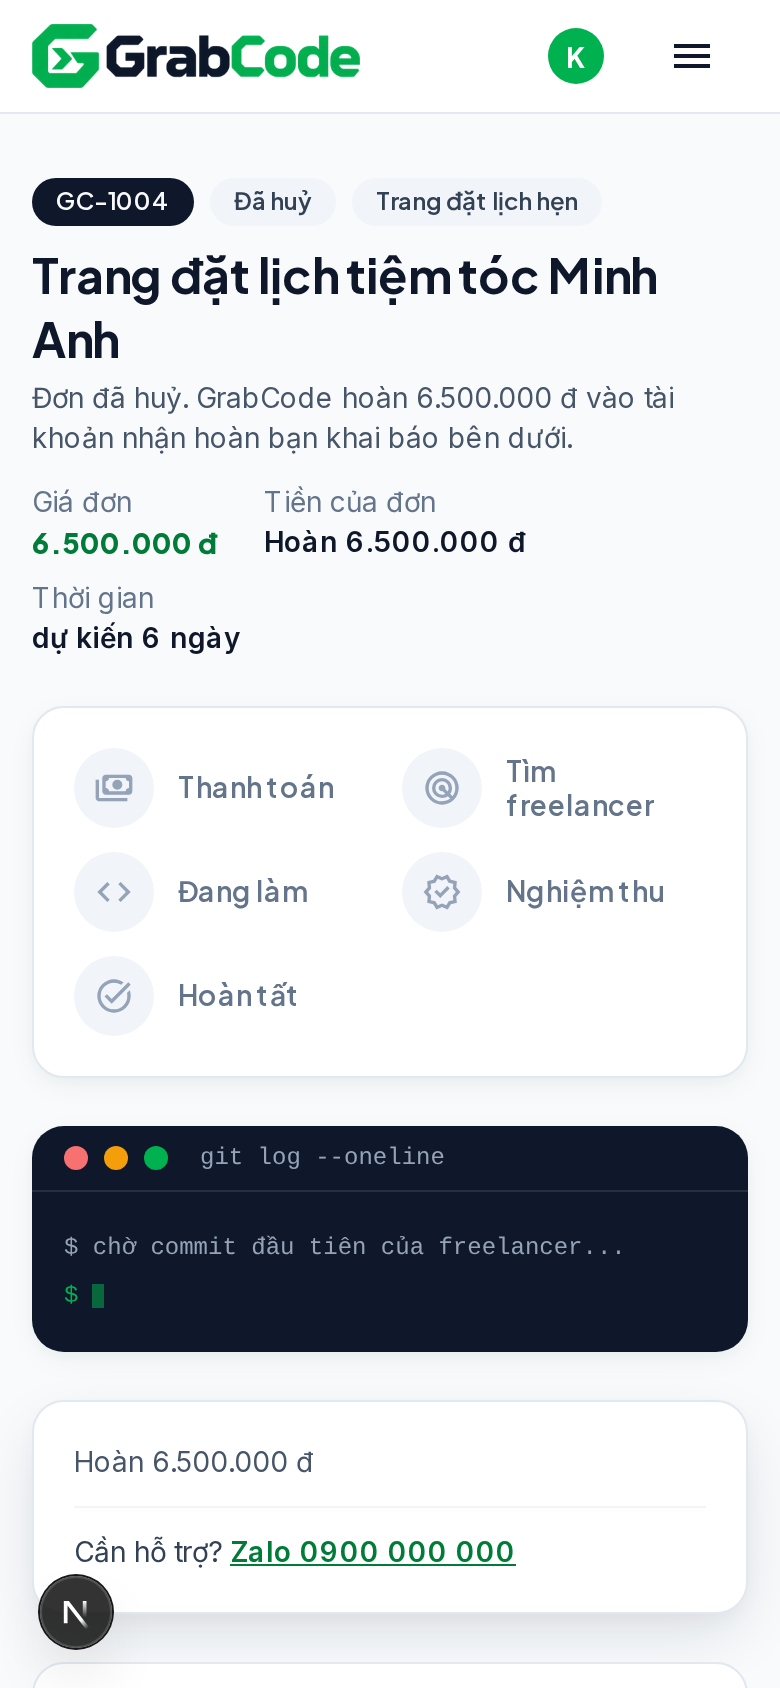 GrabCode
K
GC-1004
Đã huỷ
Trang đặt lịch hẹn
Trang đặt lịch tiệm tóc Minh
Anh
Đơn đã huỷ. GrabCode hoàn 6.500.000 đ vào tài
khoản nhận hoàn bạn khai báo bên dưới.
Giá đơn
6.500.000 đ
Tiền của đơn
Hoàn 6.500.000 đ
Thời gian
dự kiến 6 ngày
Thanh toán
Tìm
freelancer
Đang làm
Nghiệm thu
Hoàn tất
git log --oneline
$ chờ commit đầu tiên của freelancer...
$
Hoàn 6.500.000 đ
Cần hỗ trợ? Zalo 0900 000 000
N